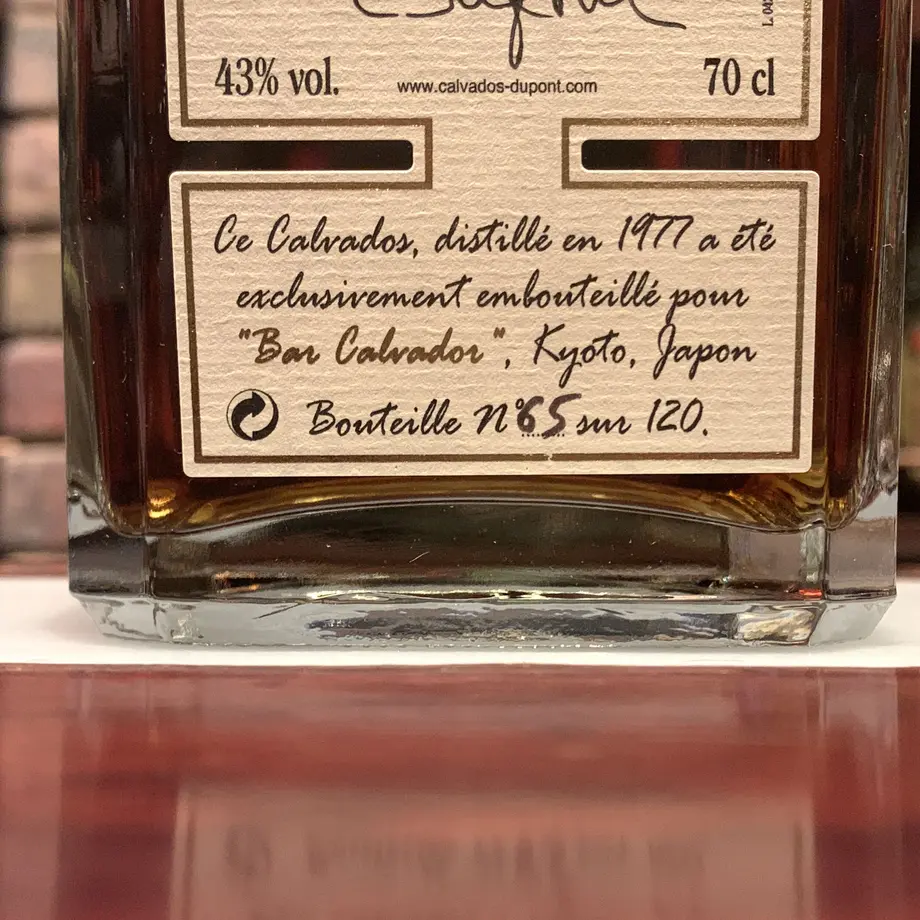 43% vol. www.calvados-dupont.com 70 cl
Ce Calvados, distillé en 1977 a été
exclusivement embouteillé pour
"Bar Calvador", Kyoto, Japon
Bouteille N°65 sur 120.